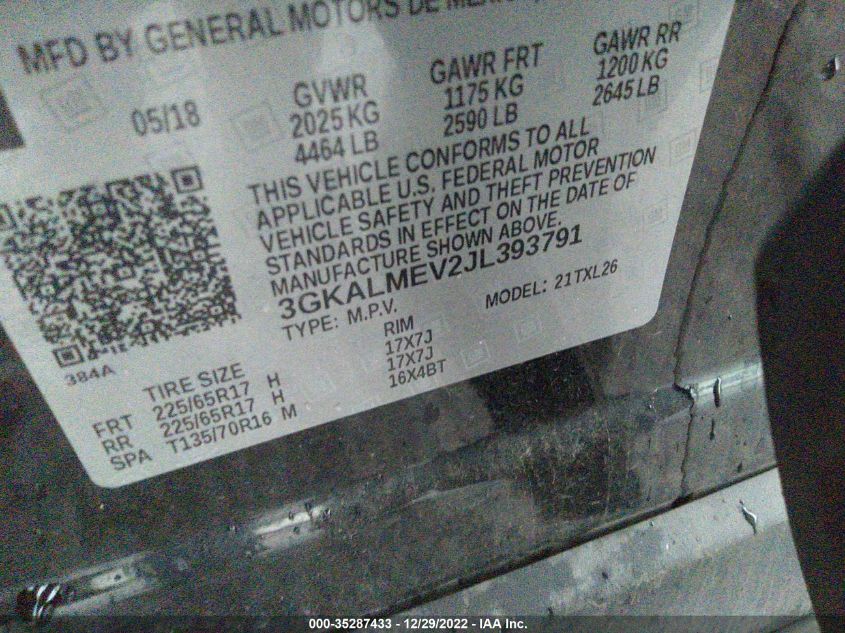 MFD BY GENERAL MOTORS DE
05/18
GVWR
2025 KG
4464 LB
GAWR FRT
1175 KG
2590 LB
GAWR RR
1200 KG
2645 LB
THIS VEHICLE CONFORMS TO ALL
APPLICABLE U.S. FEDERAL MOTOR
VEHICLE SAFETY AND THEFT PREVENTION
STANDARDS IN EFFECT ON THE DATE OF
MANUFACTURE SHOWN ABOVE.
3GKALMEV2JL393791
TYPE: M.P.V. MODEL: 21TXL26
384A
TIRE SIZE RIM
FRT 225/65R17 H 17X7J
RR 225/65R17 H 17X7J
SPA T135/70R16 M 16X4BT
000-35287433 - 12/29/2022 - IAA Inc.